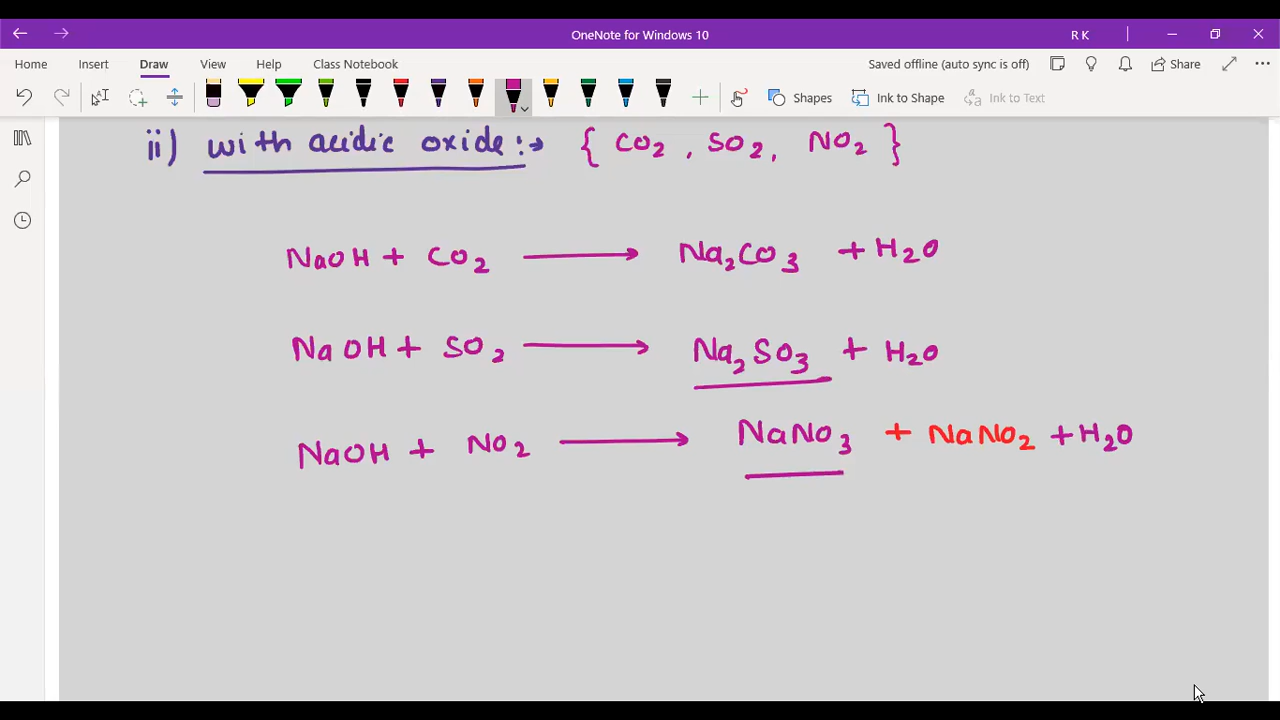 OneNote for Windows 10
R K
Home Insert Draw View Help Class Notebook
Saved offline (auto sync is off)
Share
Shapes
Ink to Shape
Ink to Text
ii) with acidic oxide :→ { CO₂ , SO₂, NO₂ }
NaOH + CO₂ ⟶ Na₂CO₃ + H₂O
NaOH + SO₂ ⟶ Na₂SO₃ + H₂O
NaOH + NO₂ ⟶ NaNO₃ + NaNO₂ + H₂O